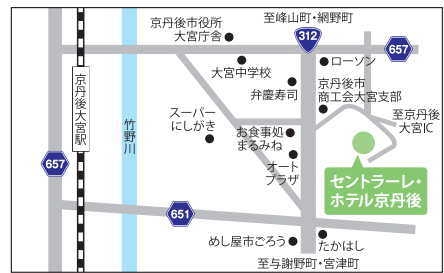 京丹後市役所
大宮庁舎
至峰山町・網野町
312
657
ローソン
大宮中学校
弁慶寿司
京丹後市
商工会大宮支部
京丹後大宮駅
竹野川
スーパー
にしがき
お食事処
まるみね
オート
プラザ
至京丹後
大宮IC
657
セントラーレ・
ホテル京丹後
651
めし屋市ごろう
たかはし
至与謝野町・宮津町